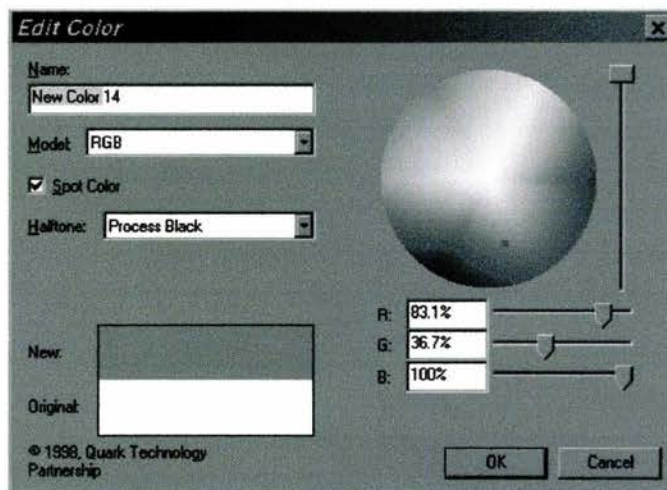 Edit Color
Name:
New Color 14
Model: RGB
Spot Color
Halftone: Process Black
R: 83.1%
G: 36.7%
B: 100%
New:
Original:
© 1998, Quark Technology
Partnership
OK
Cancel